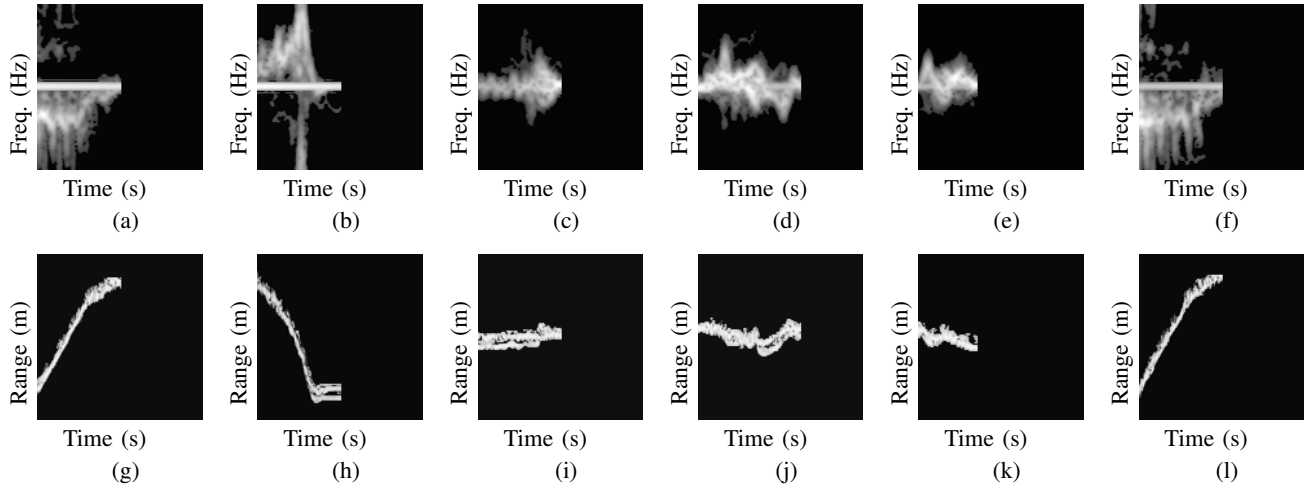 Freq. (Hz) Freq. (Hz) Freq. (Hz) Freq. (Hz) Freq. (Hz) Freq. (Hz)
Time (s) Time (s) Time (s) Time (s) Time (s) Time (s)
(a) (b) (c) (d) (e) (f)
Range (m) Range (m) Range (m) Range (m) Range (m) Range (m)
Time (s) Time (s) Time (s) Time (s) Time (s) Time (s)
(g) (h) (i) (j) (k) (l)